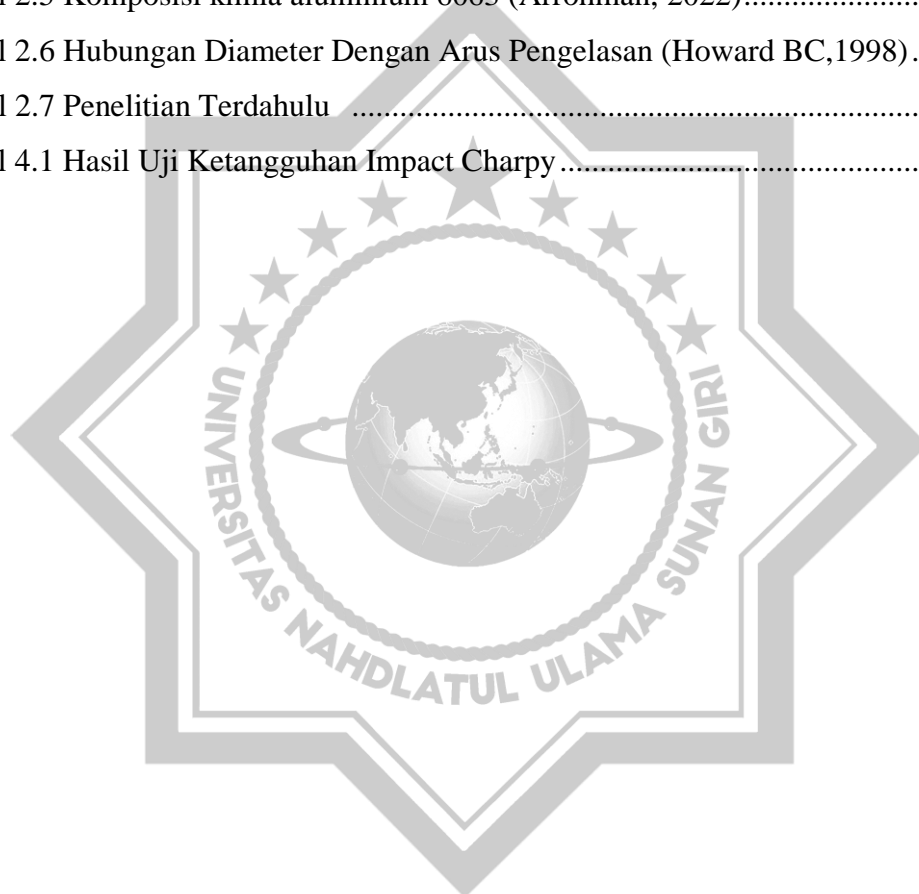 2.6 Hubungan Diameter Dengan Arus Pengelasan (Howard BC,1998).
2.7 Penelitian Terdahulu ........................................................................
4.1 Hasil Uji Ketangguhan Impact Charpy ..............................................
UNIVERSITAS NAHDLATUL ULAMA SUNAN GIRI